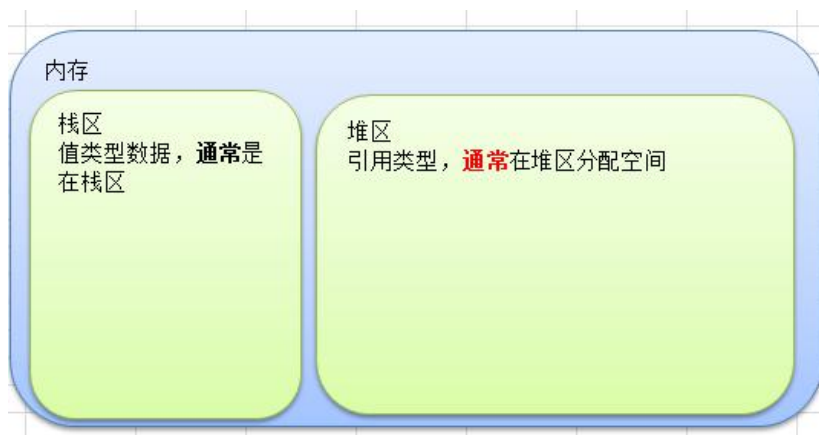 内存
栈区
值类型数据，通常是
在栈区
堆区
引用类型，通常在堆区分配空间